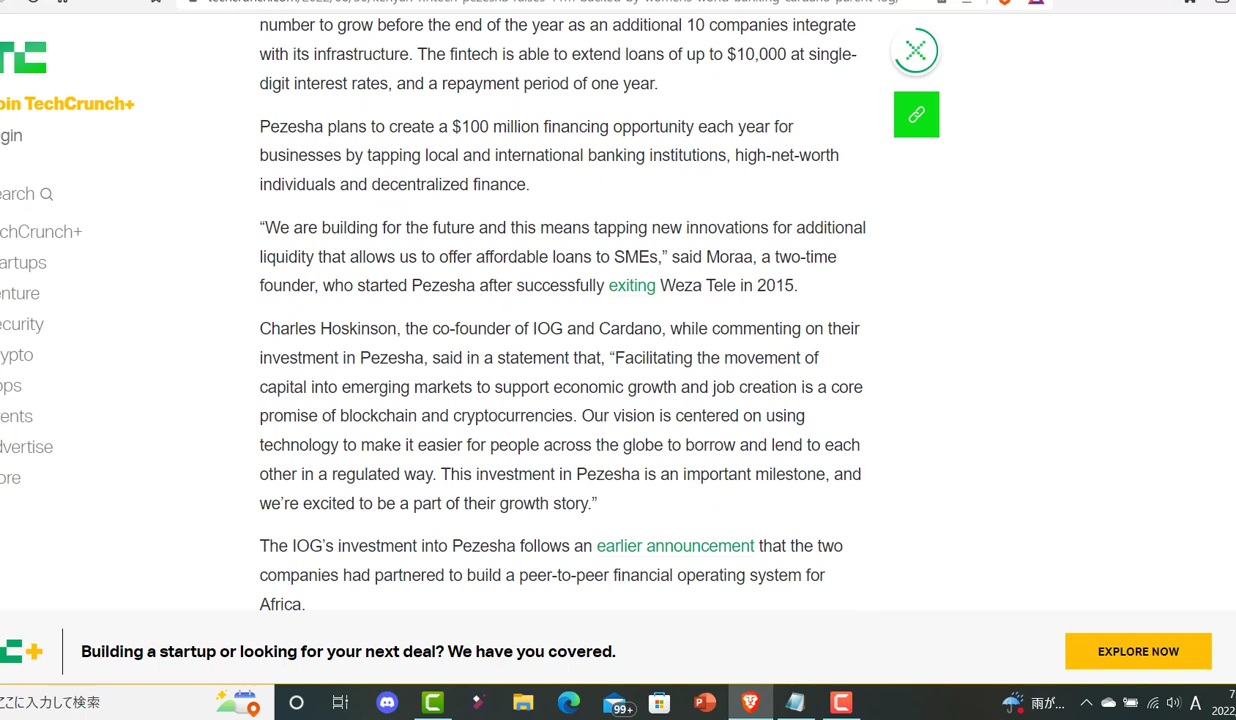 number to grow before the end of the year as an additional 10 companies integrate
with its infrastructure. The fintech is able to extend loans of up to $10,000 at single-
digit interest rates, and a repayment period of one year.
oin TechCrunch+
gin
Pezesha plans to create a $100 million financing opportunity each year for
businesses by tapping local and international banking institutions, high-net-worth
individuals and decentralized finance.
earch
chCrunch+
artups
enture
ecurity
ypto
pps
ents
dvertise
ore
“We are building for the future and this means tapping new innovations for additional
liquidity that allows us to offer affordable loans to SMEs,” said Moraa, a two-time
founder, who started Pezesha after successfully exiting Weza Tele in 2015.
Charles Hoskinson, the co-founder of IOG and Cardano, while commenting on their
investment in Pezesha, said in a statement that, “Facilitating the movement of
capital into emerging markets to support economic growth and job creation is a core
promise of blockchain and cryptocurrencies. Our vision is centered on using
technology to make it easier for people across the globe to borrow and lend to each
other in a regulated way. This investment in Pezesha is an important milestone, and
we’re excited to be a part of their growth story.”
The IOG’s investment into Pezesha follows an earlier announcement that the two
companies had partnered to build a peer-to-peer financial operating system for
Africa.
Building a startup or looking for your next deal? We have you covered.
EXPLORE NOW
ここに入力して検索
99+
雨が...
A
7
2022